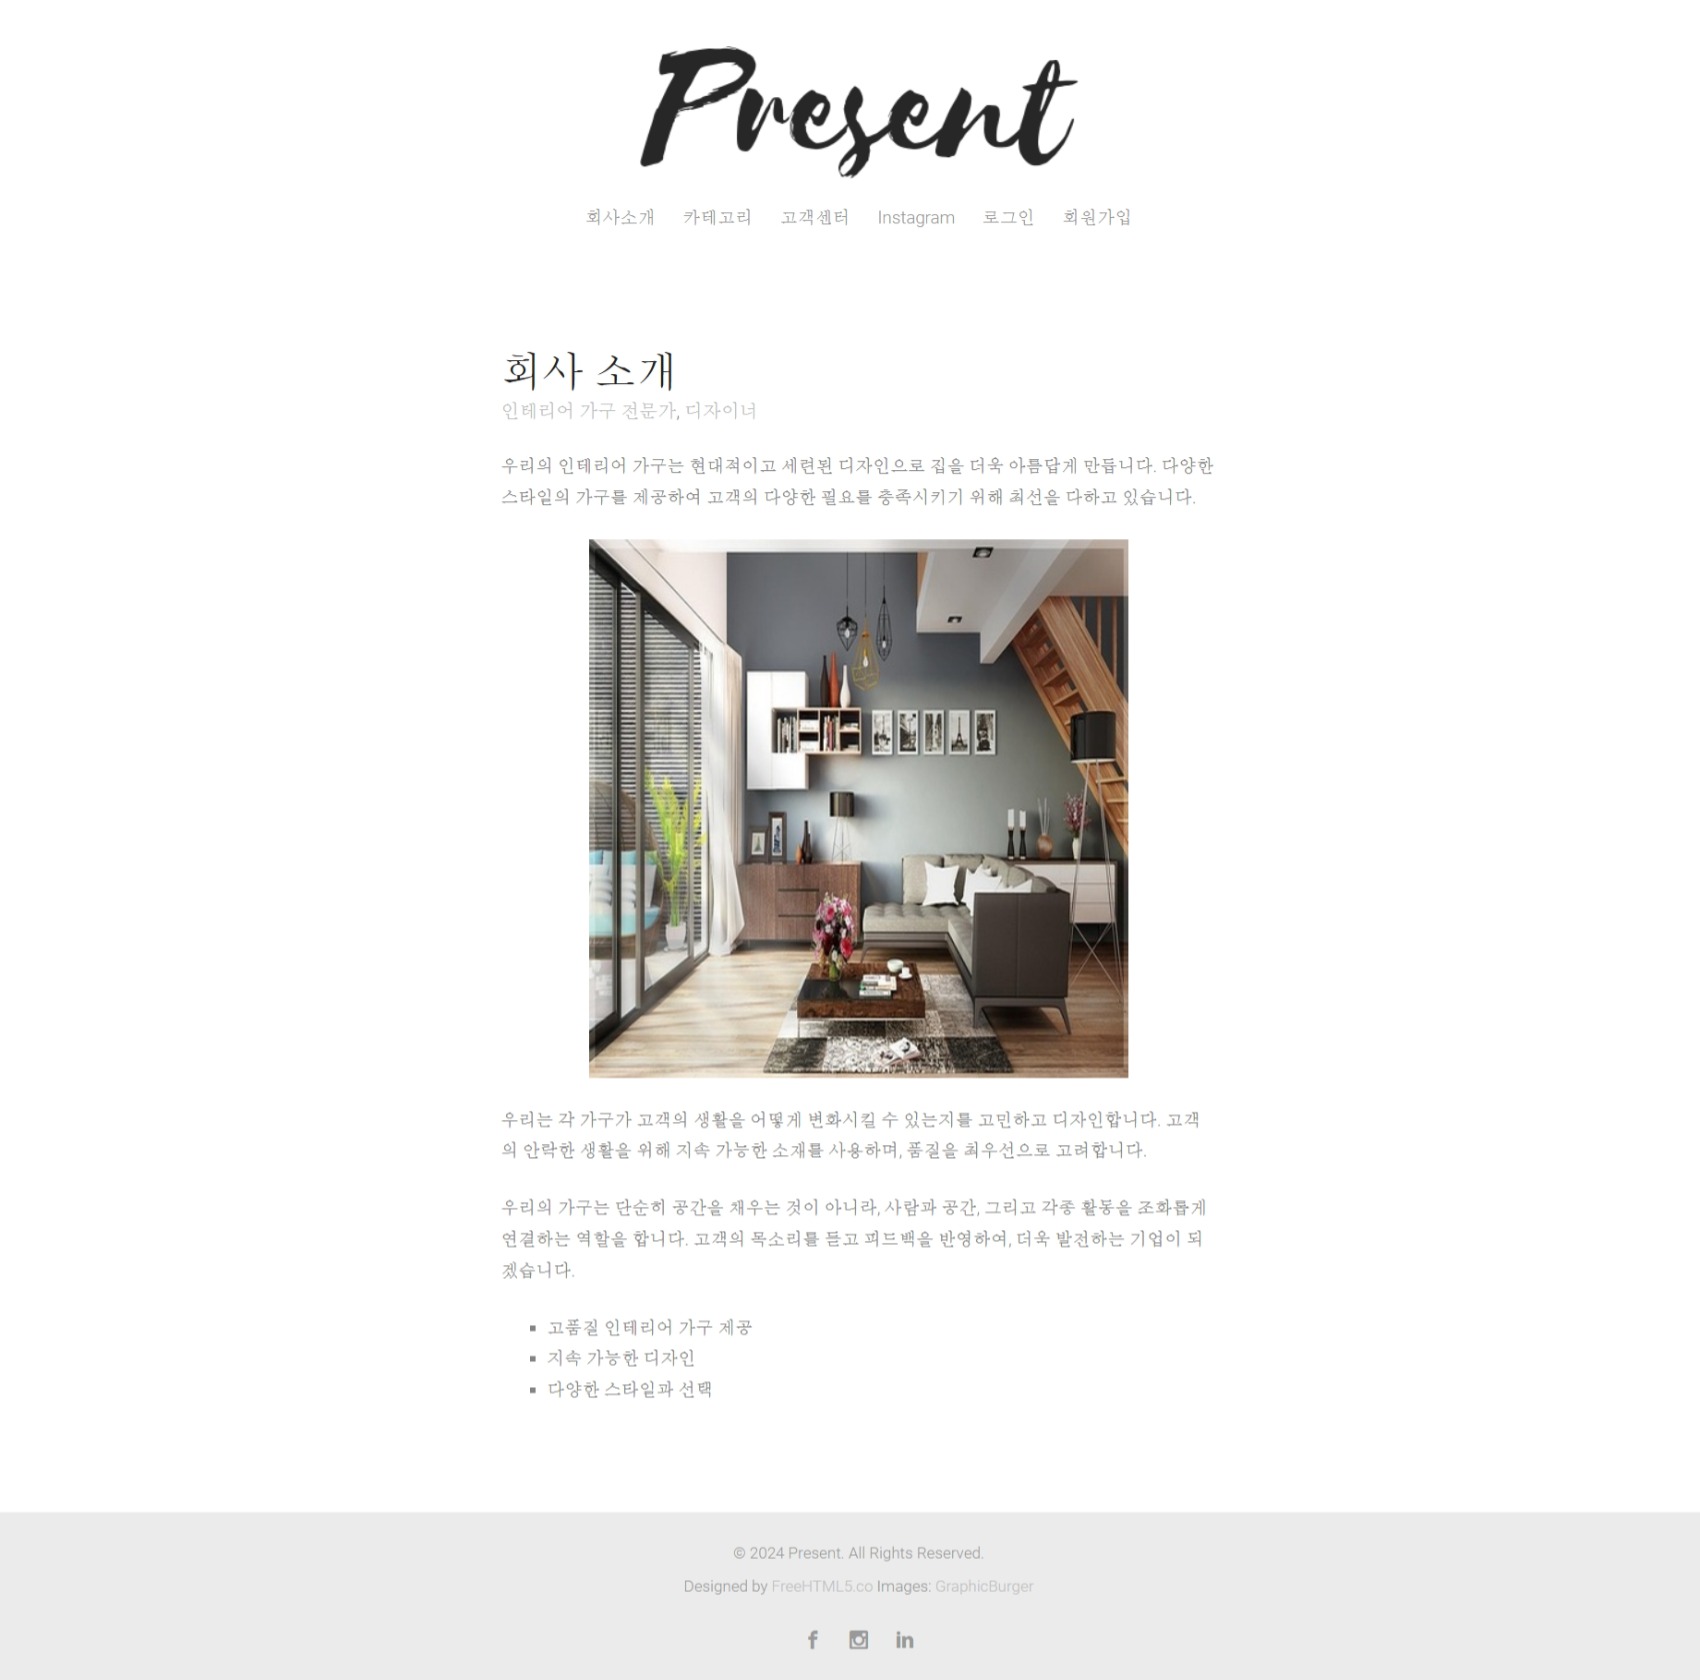 Present
회사소개 카테고리 고객센터 Instagram 로그인 회원가입
회사 소개
인테리어 가구 전문가, 디자이너
우리의 인테리어 가구는 현대적이고 세련된 디자인으로 집을 더욱 아름답게 만듭니다. 다양한
스타일의 가구를 제공하여 고객의 다양한 필요를 충족시키기 위해 최선을 다하고 있습니다.
우리는 각 가구가 고객의 생활을 어떻게 변화시킬 수 있는지를 고민하고 디자인합니다. 고객
의 안락한 생활을 위해 지속 가능한 소재를 사용하며, 품질을 최우선으로 고려합니다.
우리의 가구는 단순히 공간을 채우는 것이 아니라, 사람과 공간, 그리고 각종 활동을 조화롭게
연결하는 역할을 합니다. 고객의 목소리를 듣고 피드백을 반영하여, 더욱 발전하는 기업이 되
겠습니다.
▪ 고품질 인테리어 가구 제공
▪ 지속 가능한 디자인
▪ 다양한 스타일과 선택
© 2024 Present. All Rights Reserved.
Designed by FreeHTML5.co Images: GraphicBurger